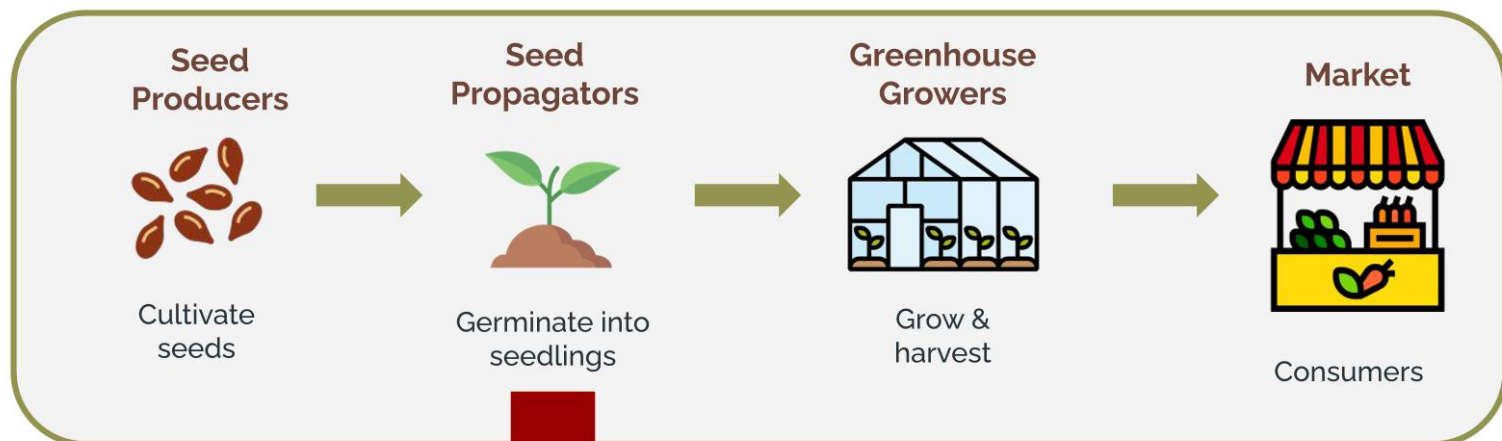 Seed
Producers
Cultivate
seeds
Seed
Propagators
Germinate into
seedlings
Greenhouse
Growers
Grow &
harvest
Market
Consumers